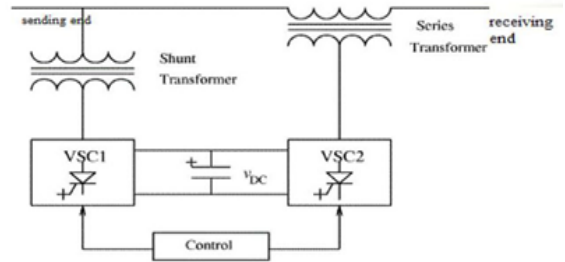 sending end
receiving
end
Series
Transformer
Shunt
Transformer
VSC1
VSC2
+
vDC
Control